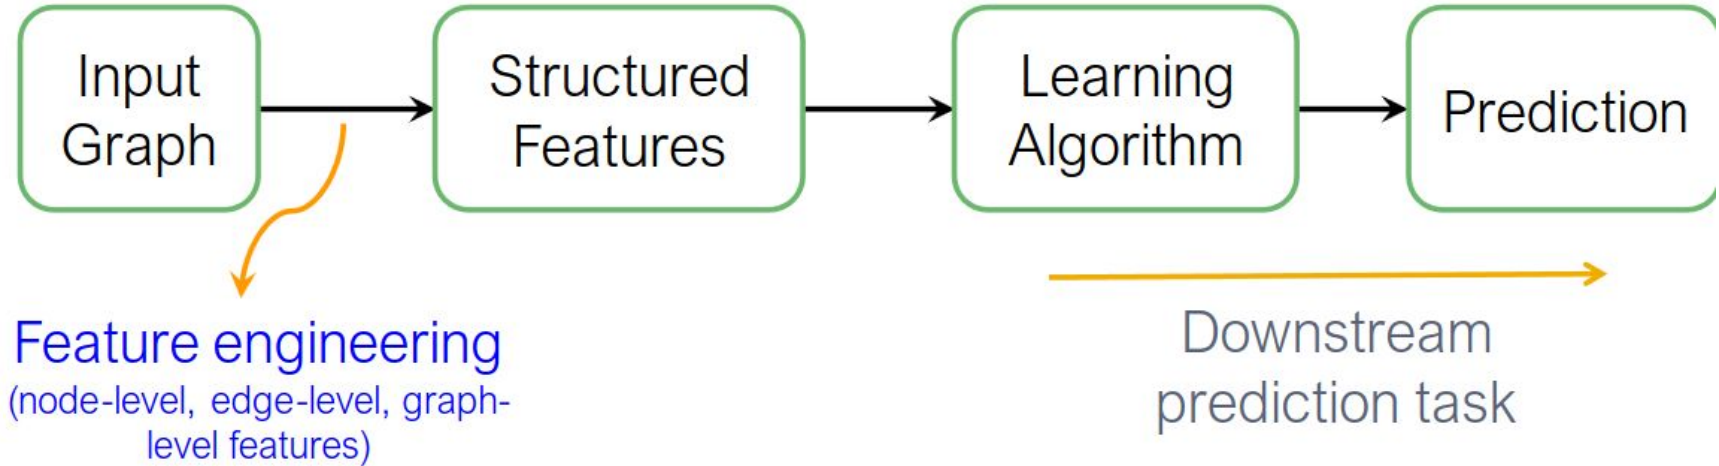 Input
Graph
Structured
Features
Learning
Algorithm
Prediction
Feature engineering
(node-level, edge-level, graph-
level features)
Downstream
prediction task